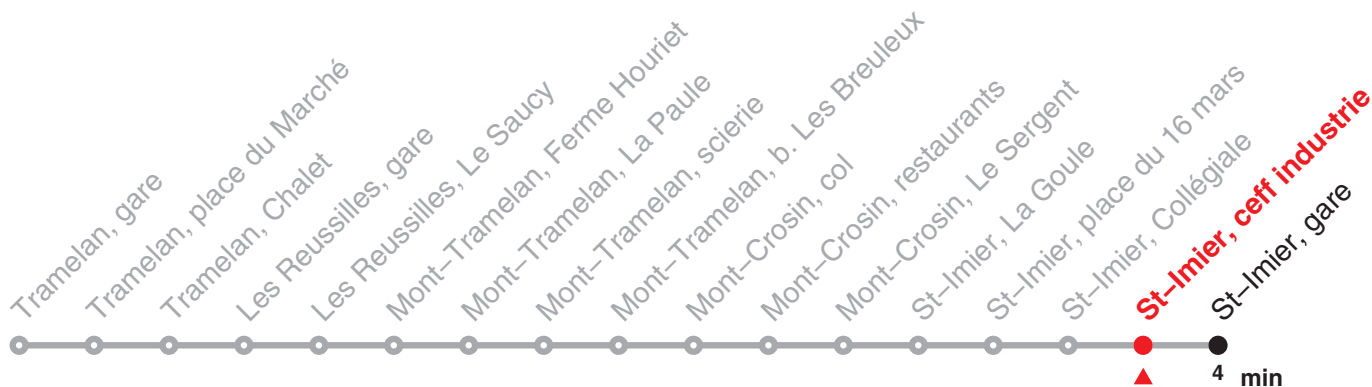 Tramelan, gare
Tramelan, place du Marché
Tramelan, Chalet
Les Reussilles, gare
Les Reussilles, Le Saucy
Mont–Tramelan, Ferme Houriet
Mont–Tramelan, La Paule
Mont–Tramelan, scierie
Mont–Tramelan, b. Les Breuleux
Mont–Crosin, col
Mont–Crosin, restaurants
Mont–Crosin, Le Sergent
St–Imier, La Goule
St–Imier, place du 16 mars
St–Imier, Collégiale
St–Imier, ceff industrie
St–Imier, gare
4 min